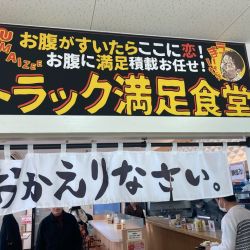 お腹がすいたらここに恋!
お腹に満足積載お任せ!
トラック満足食堂
おかえりなさい。